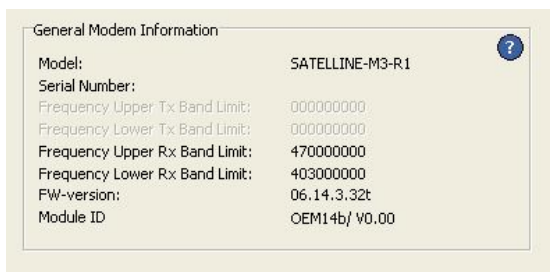 General Modem Information
?
Model: SATELLINE-M3-R1
Serial Number:
Frequency Upper Tx Band Limit: 000000000
Frequency Lower Tx Band Limit: 000000000
Frequency Upper Rx Band Limit: 470000000
Frequency Lower Rx Band Limit: 403000000
FW-version: 06.14.3.32t
Module ID OEM14b/ V0.00